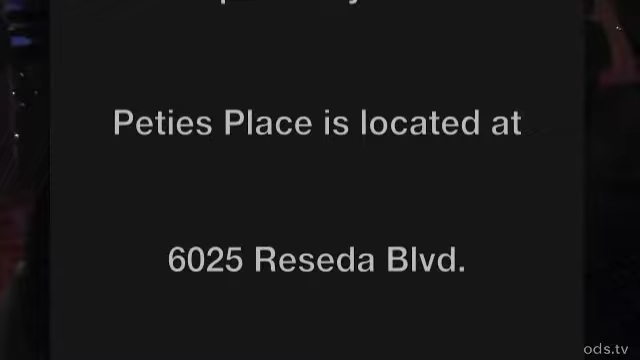 Peties Place is located at
6025 Reseda Blvd.
ods.tv